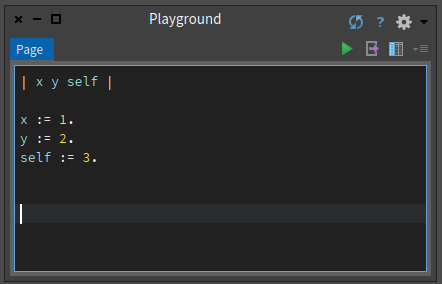 Playground
?
Page
| x y self |
x := 1.
y := 2.
self := 3.